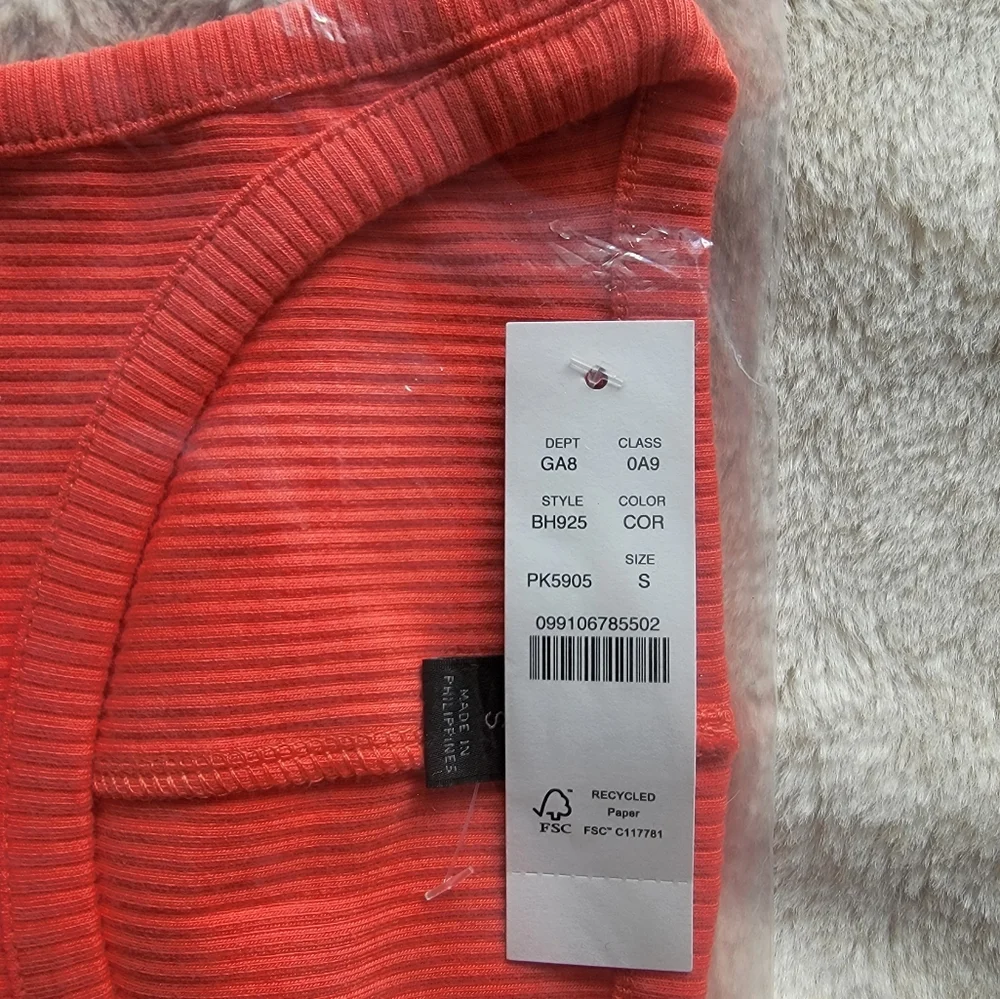 DEPT CLASS
GA8 0A9
STYLE COLOR
BH925 COR
SIZE
PK5905 S
099106785502
FSC
RECYCLED
Paper
FSC™ C117781
S
MADE IN
PHILIPPINES